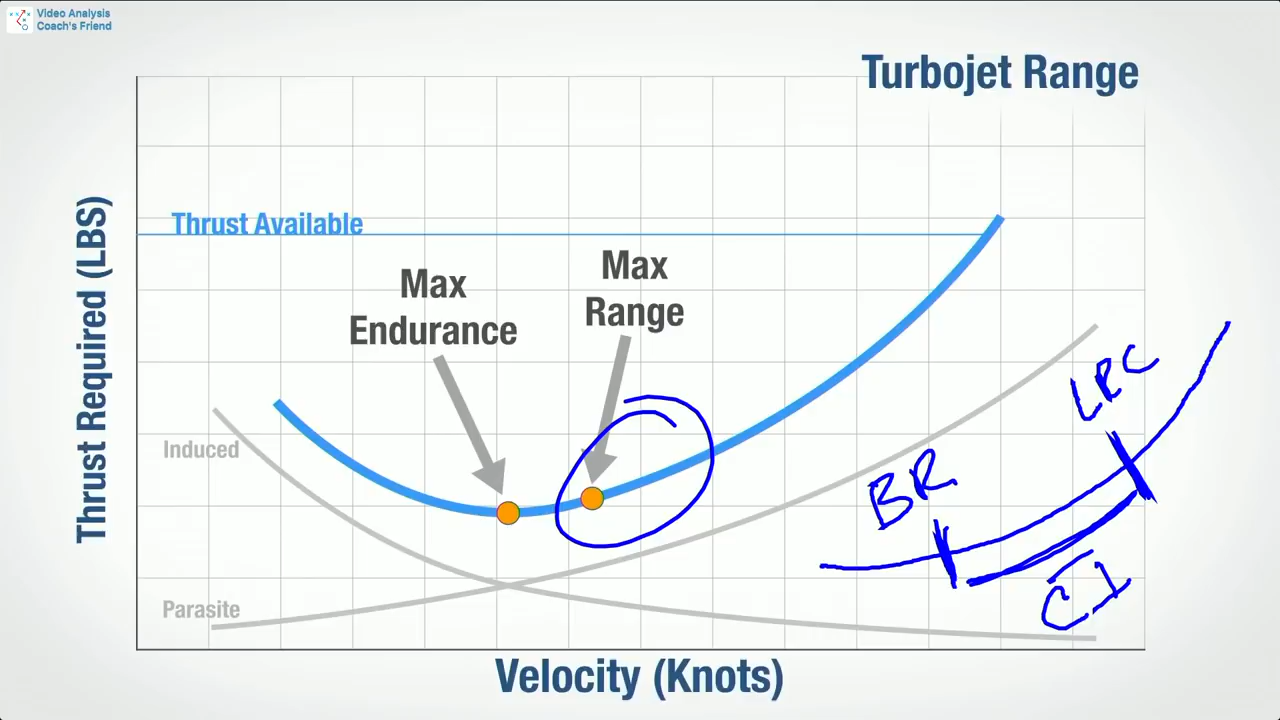 Video Analysis
Coach's Friend
Turbojet Range
Thrust Required (LBS)
Thrust Available
Max
Endurance
Max
Range
Induced
Parasite
BR
LRC
CI
Velocity (Knots)